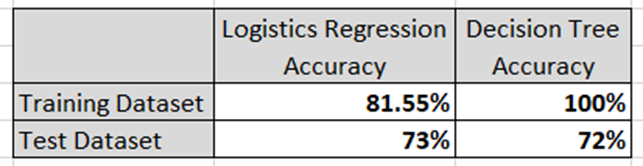 Logistics Regression Decision Tree
Accuracy Accuracy
Training Dataset 81.55% 100%
Test Dataset 73% 72%